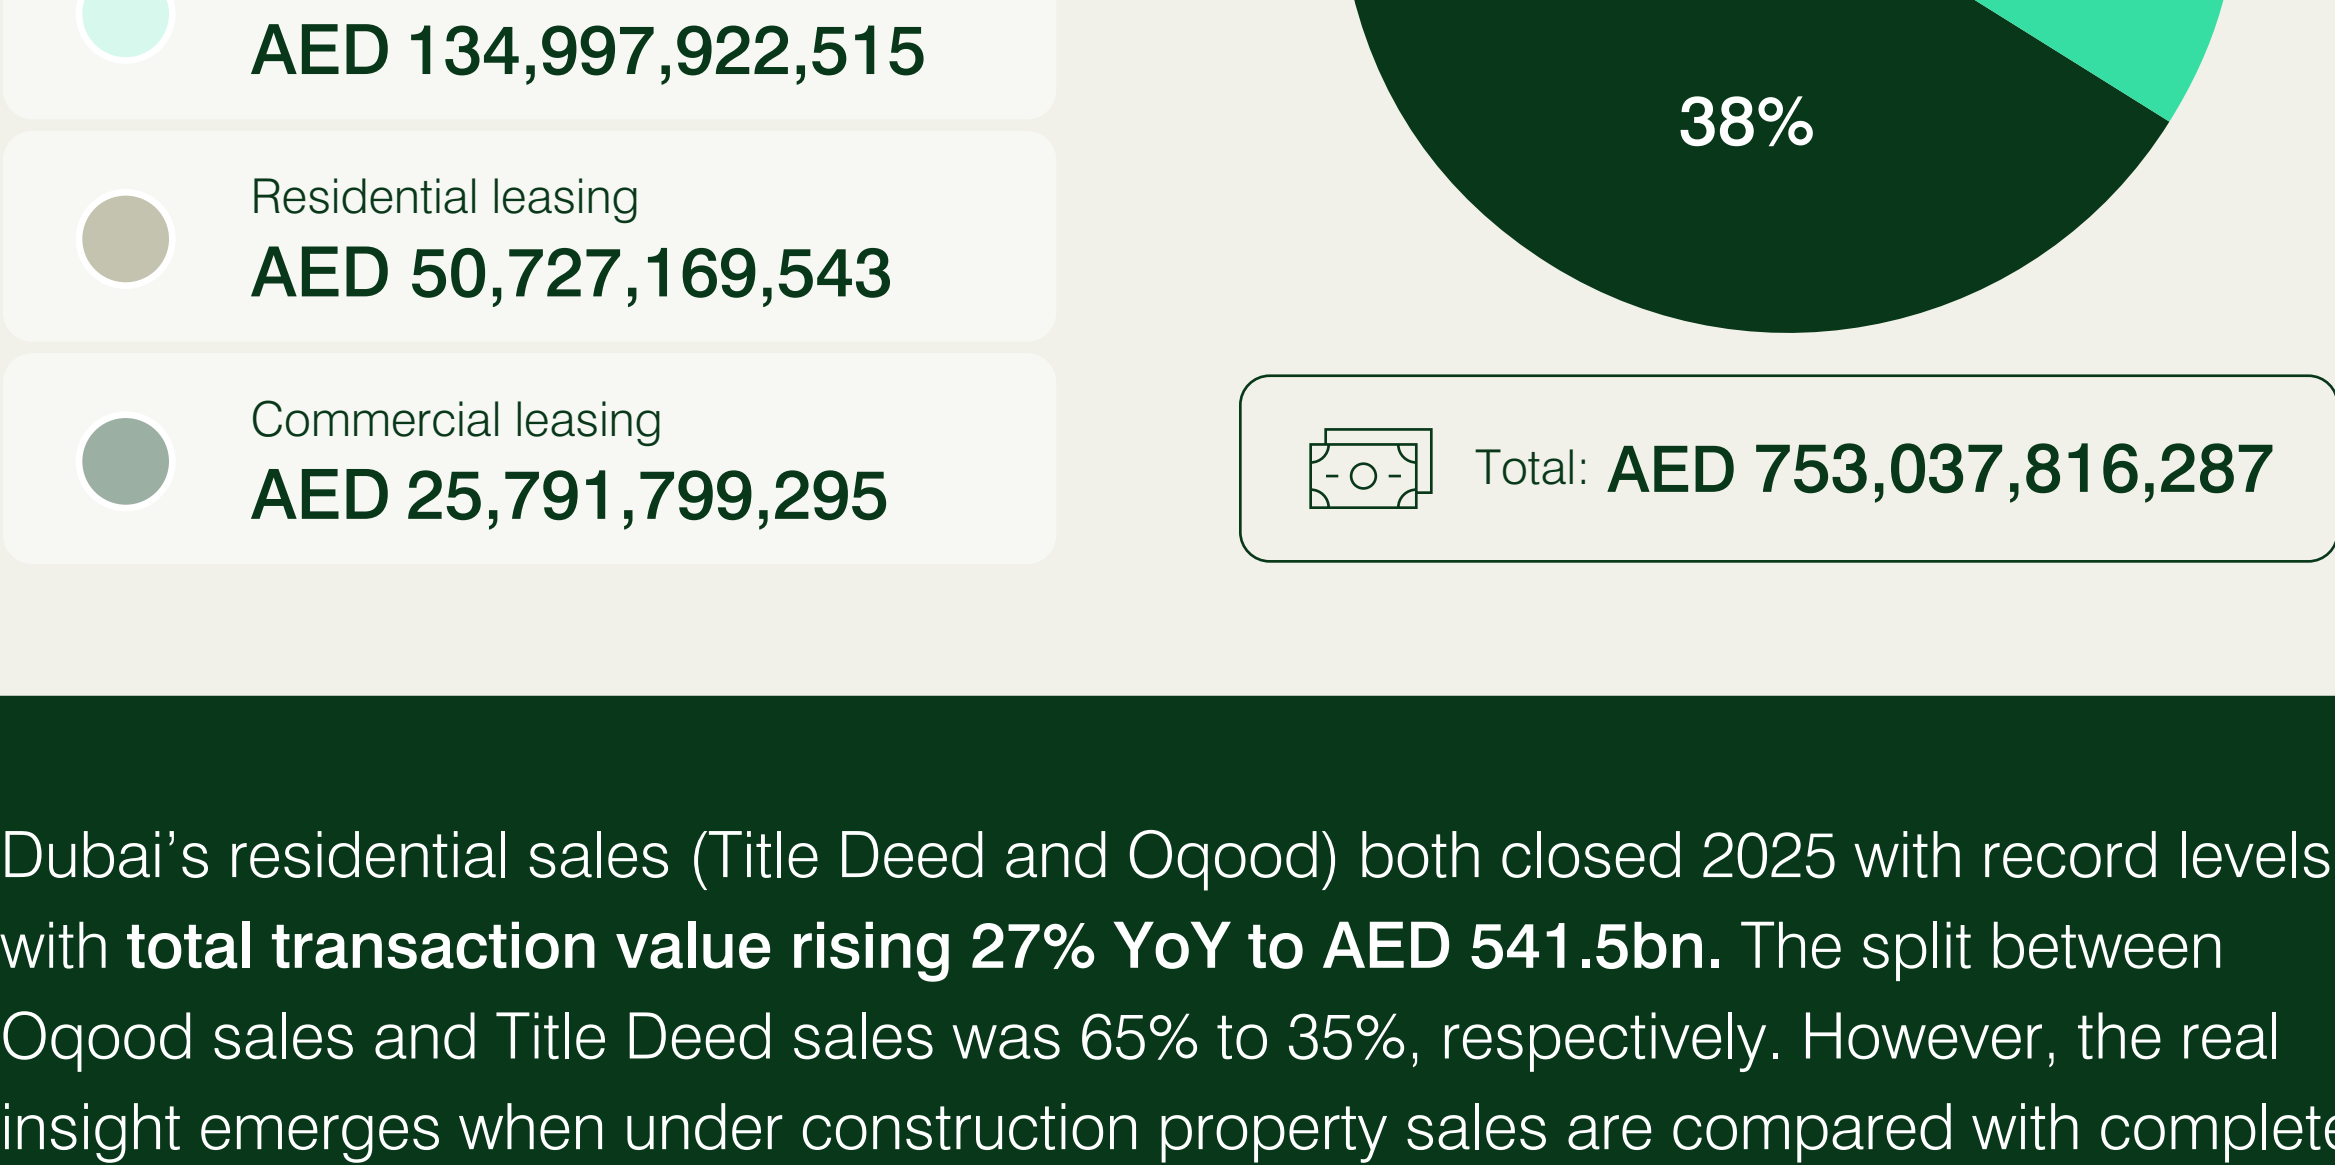 AED 134,997,922,515
38%
Residential leasing
AED 50,727,169,543
Commercial leasing
AED 25,791,799,295
Total: AED 753,037,816,287
Dubai’s residential sales (Title Deed and Oqood) both closed 2025 with record levels
with total transaction value rising 27% YoY to AED 541.5bn. The split between
Oqood sales and Title Deed sales was 65% to 35%, respectively. However, the real
insight emerges when under construction property sales are compared with